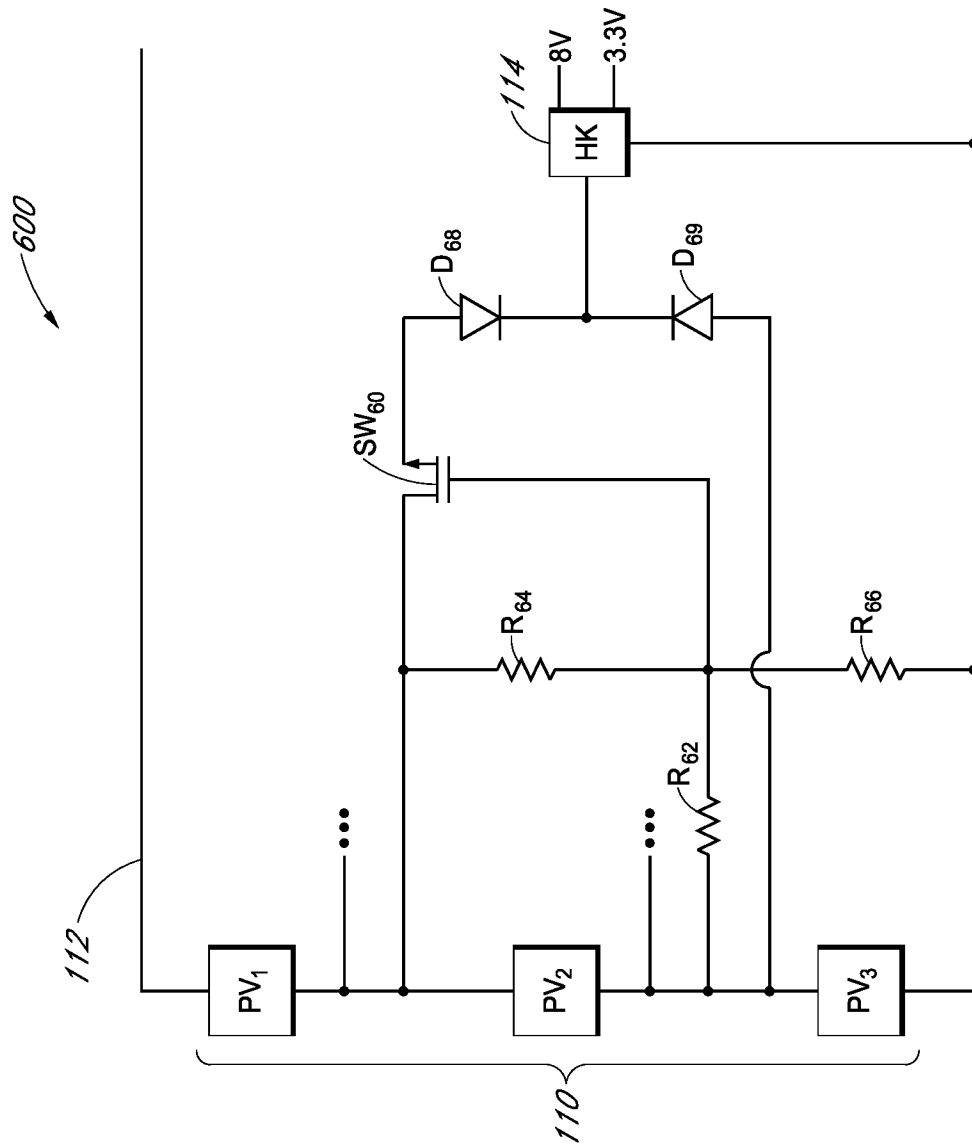 600
112
PV₁
PV₂
PV₃
110
R₆₂
R₆₄
R₆₆
SW₆₀
D₆₈
D₆₉
114
HK
8V
3.3V